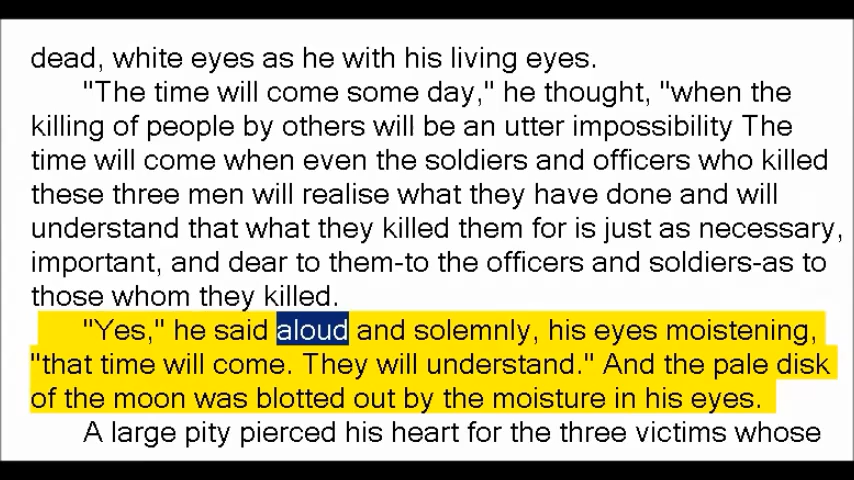 dead, white eyes as he with his living eyes.
"The time will come some day," he thought, "when the
killing of people by others will be an utter impossibility The
time will come when even the soldiers and officers who killed
these three men will realise what they have done and will
understand that what they killed them for is just as necessary,
important, and dear to them-to the officers and soldiers-as to
those whom they killed.
"Yes," he said aloud and solemnly, his eyes moistening,
"that time will come. They will understand." And the pale disk
of the moon was blotted out by the moisture in his eyes.
A large pity pierced his heart for the three victims whose